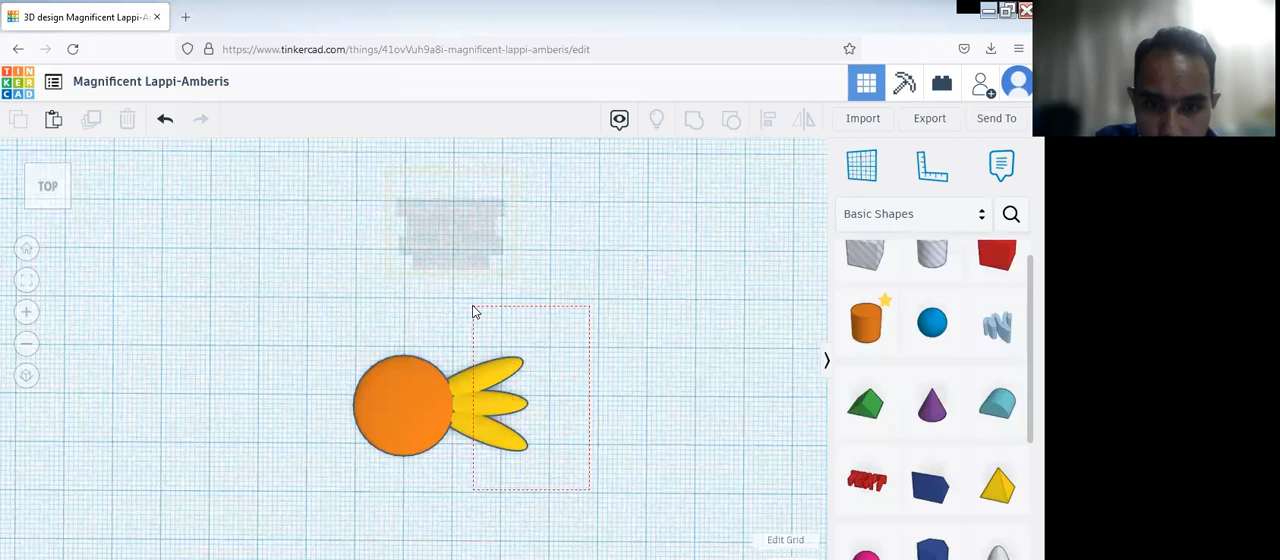 3D design Magnificent Lappi-A
https://www.tinkercad.com/things/41ovVuh9a8i-magnificent-lappi-amberis/edit
TIN
KER
CAD
Magnificent Lappi-Amberis
Import Export Send To
TOP
Basic Shapes
TEXT
Edit Grid